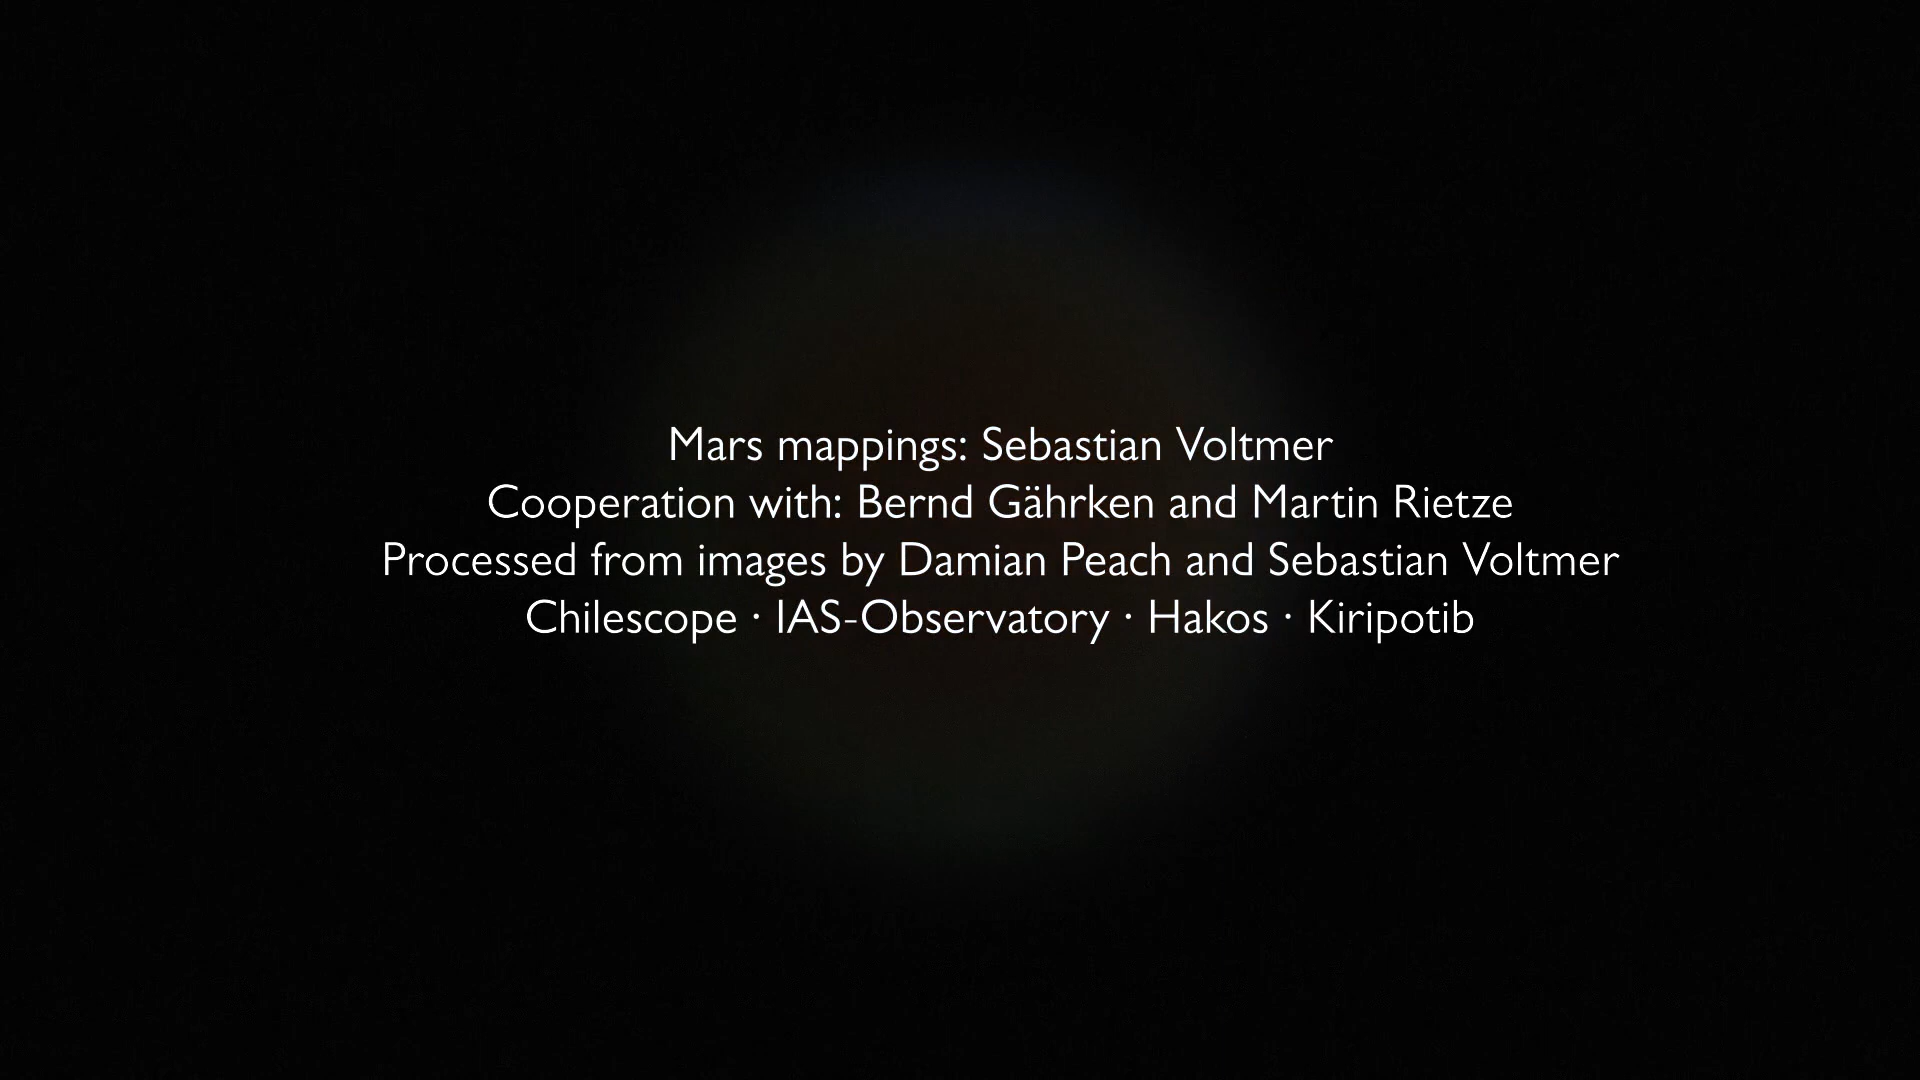 Mars mappings: Sebastian Voltmer
Cooperation with: Bernd Gährken and Martin Rietze
Processed from images by Damian Peach and Sebastian Voltmer
Chilescope · IAS-Observatory · Hakos · Kiripotib